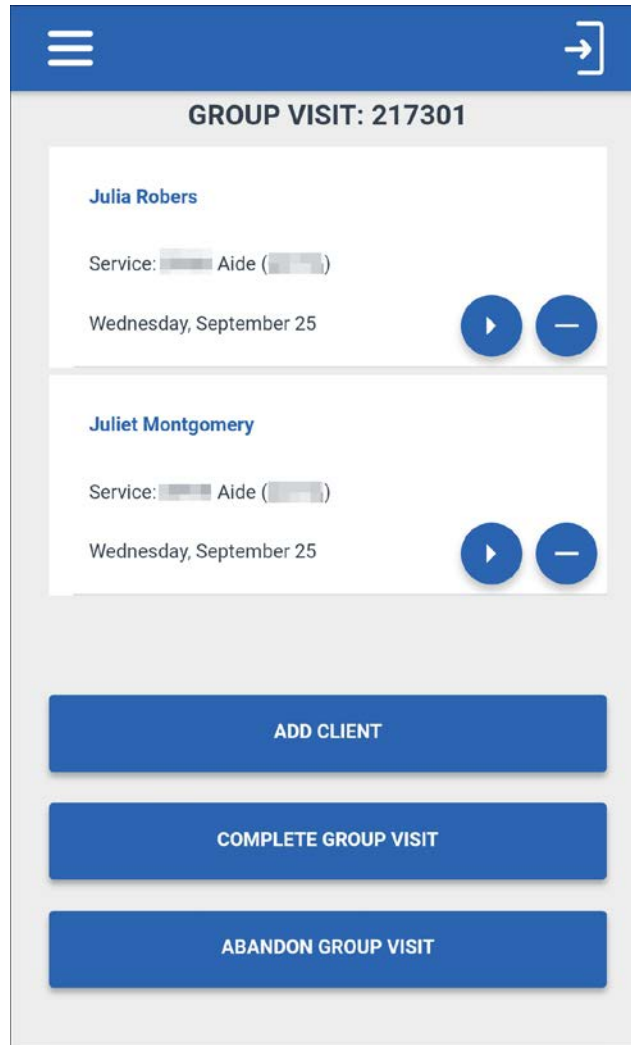 GROUP VISIT: 217301
Julia Robers
Service: Aide ( )
Wednesday, September 25
Juliet Montgomery
Service: Aide ( )
Wednesday, September 25
ADD CLIENT
COMPLETE GROUP VISIT
ABANDON GROUP VISIT